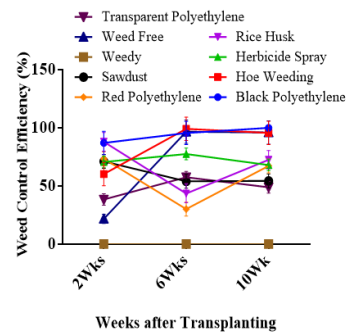 Transparent Polyethylene
Weed Free
Rice Husk
Weedy
Herbicide Spray
Sawdust
Hoe Weeding
Red Polyethylene
Black Polyethylene
Weed Control Efficiency (%)
150
100
50
0
2Wks
6Wks
10Wk
Weeks after Transplanting